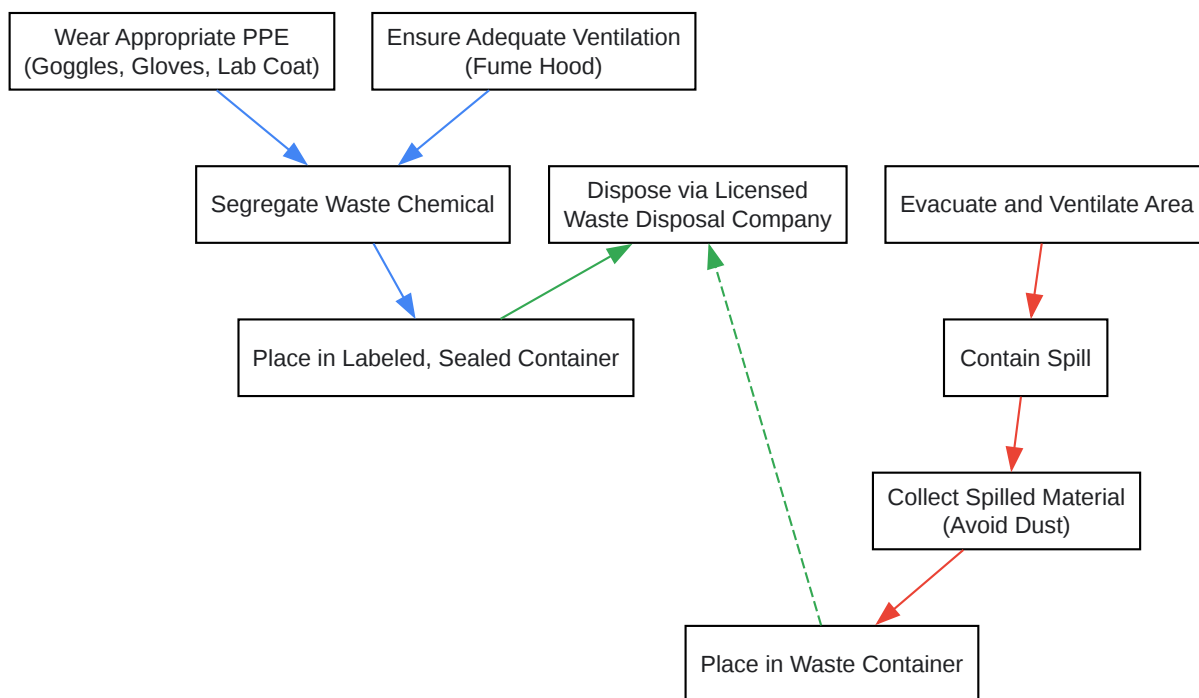 Wear Appropriate PPE
(Goggles, Gloves, Lab Coat)
Ensure Adequate Ventilation
(Fume Hood)
Segregate Waste Chemical
Dispose via Licensed
Waste Disposal Company
Evacuate and Ventilate Area
Place in Labeled, Sealed Container
Contain Spill
Collect Spilled Material
(Avoid Dust)
Place in Waste Container